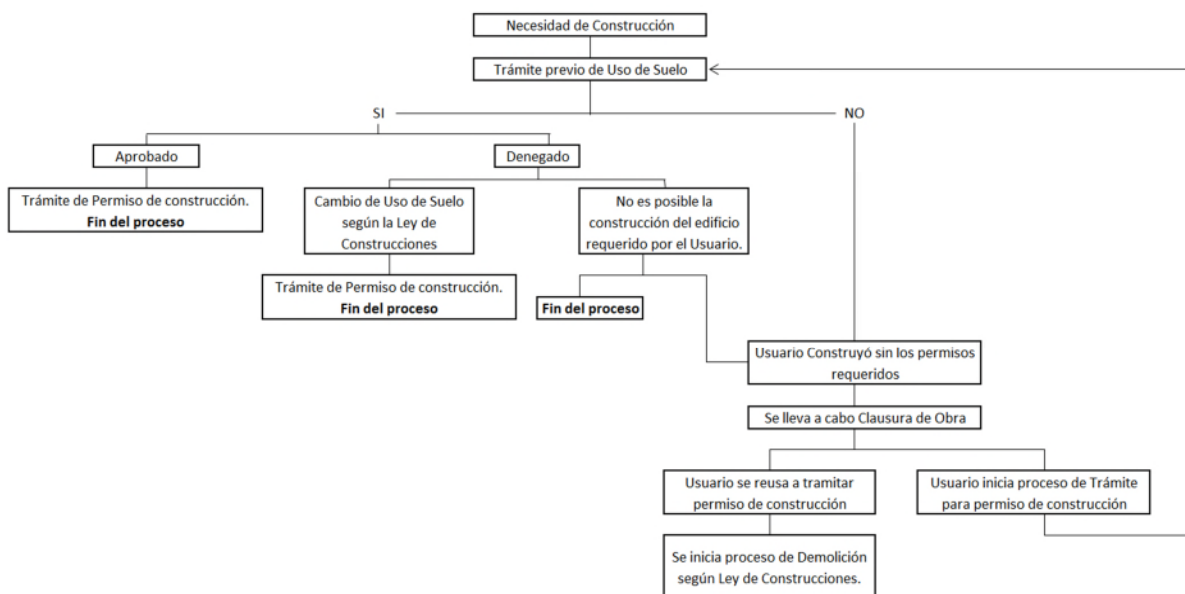 Necesidad de Construcción
Trámite previo de Uso de Suelo
SI
NO
Aprobado
Denegado
Trámite de Permiso de construcción.
Fin del proceso
Cambio de Uso de Suelo
según la Ley de
Construcciones
No es posible la
construcción del edificio
requerido por el Usuario.
Trámite de Permiso de construcción.
Fin del proceso
Fin del proceso
Usuario Construyó sin los permisos
requeridos
Se lleva a cabo Clausura de Obra
Usuario se reusa a tramitar
permiso de construcción
Usuario inicia proceso de Trámite
para permiso de construcción
Se inicia proceso de Demolición
según Ley de Construcciones.